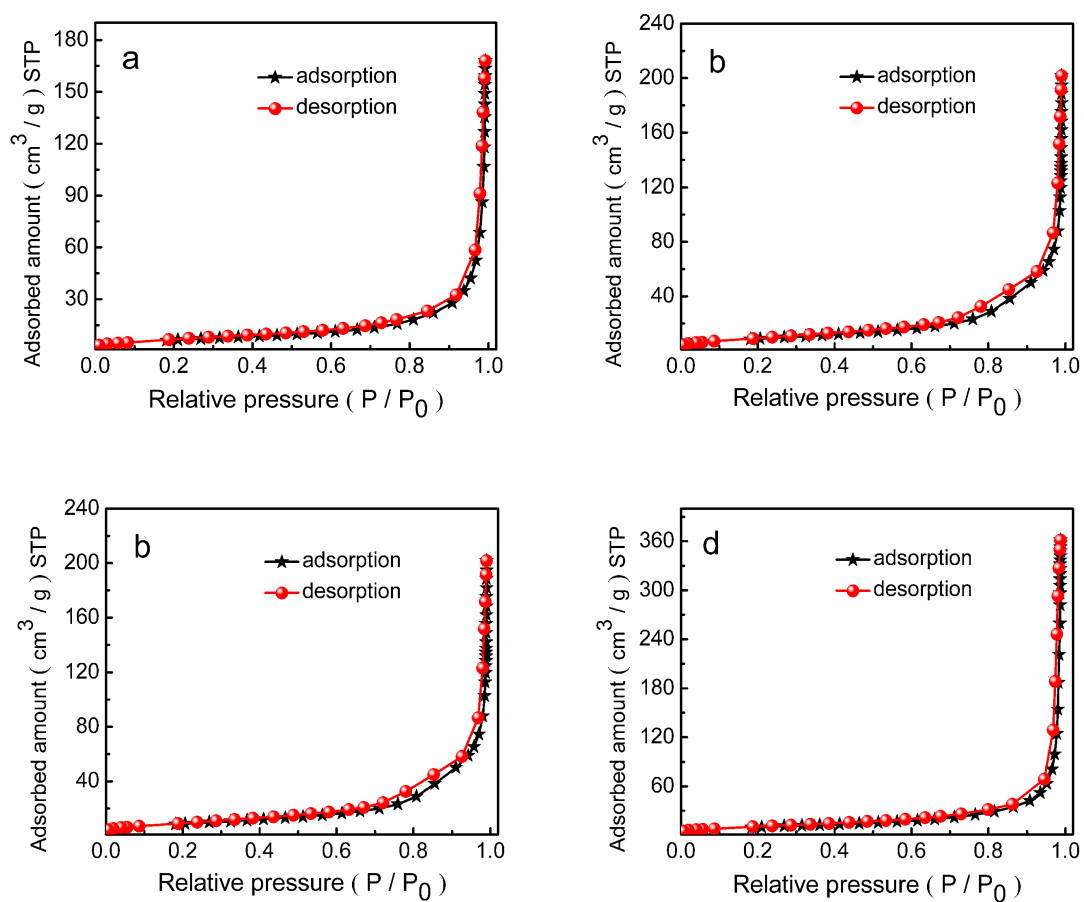 a
adsorption
desorption
Adsorbed amount ( cm3 / g ) STP
180
150
120
90
60
30
0.0 0.2 0.4 0.6 0.8 1.0
Relative pressure ( P / P0 )
b
adsorption
desorption
Adsorbed amount ( cm3 / g ) STP
240
200
160
120
80
40
0.0 0.2 0.4 0.6 0.8 1.0
Relative pressure ( P / P0 )
b
adsorption
desorption
Adsorbed amount ( cm3 / g ) STP
240
200
160
120
80
40
0.0 0.2 0.4 0.6 0.8 1.0
Relative pressure ( P / P0 )
d
adsorption
desorption
Adsorbed amount ( cm3 / g ) STP
360
300
240
180
120
60
0.0 0.2 0.4 0.6 0.8 1.0
Relative pressure ( P / P0 )